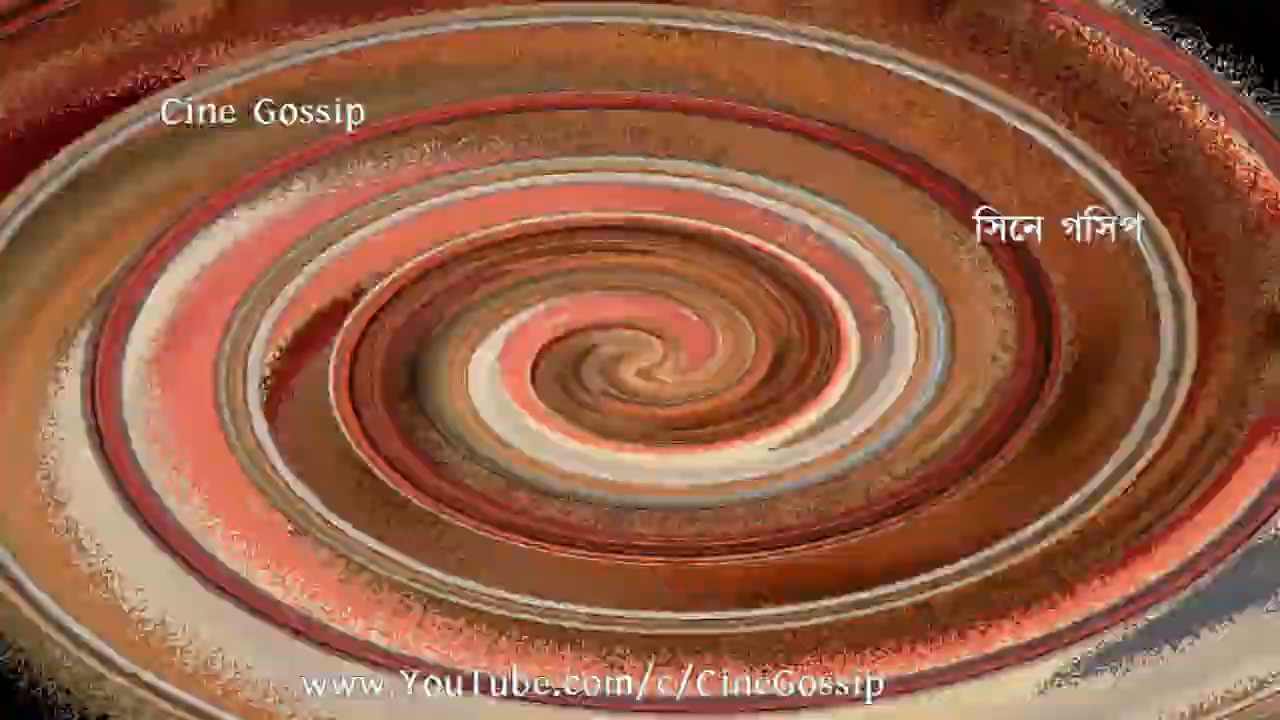 Cine Gossip
সিনে গসিপ
www.YouTube.com/c/CineGossip